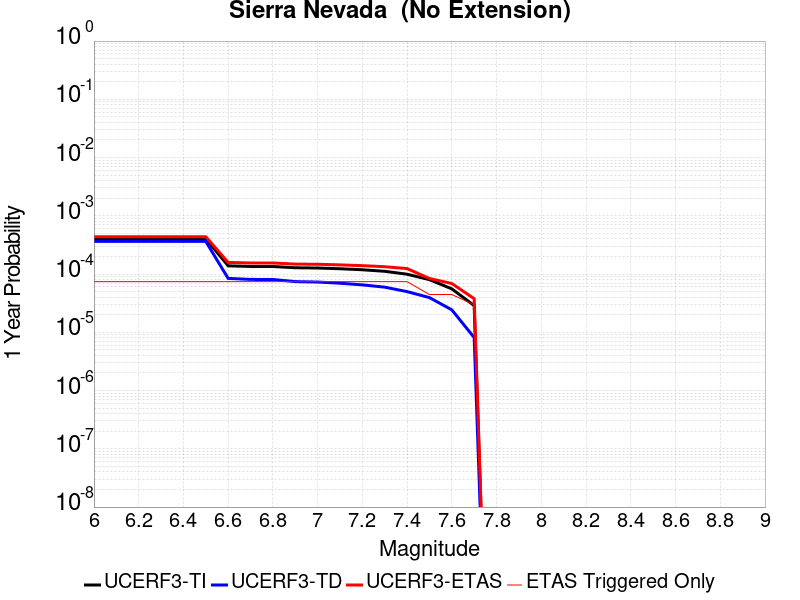 Sierra Nevada  (No Extension)
10^0
10^-1
10^-2
10^-3
10^-4
10^-5
10^-6
10^-7
10^-8
1 Year Probability
6 6.2 6.4 6.6 6.8 7 7.2 7.4 7.6 7.8 8 8.2 8.4 8.6 8.8 9
Magnitude
UCERF3-TI UCERF3-TD UCERF3-ETAS ETAS Triggered Only